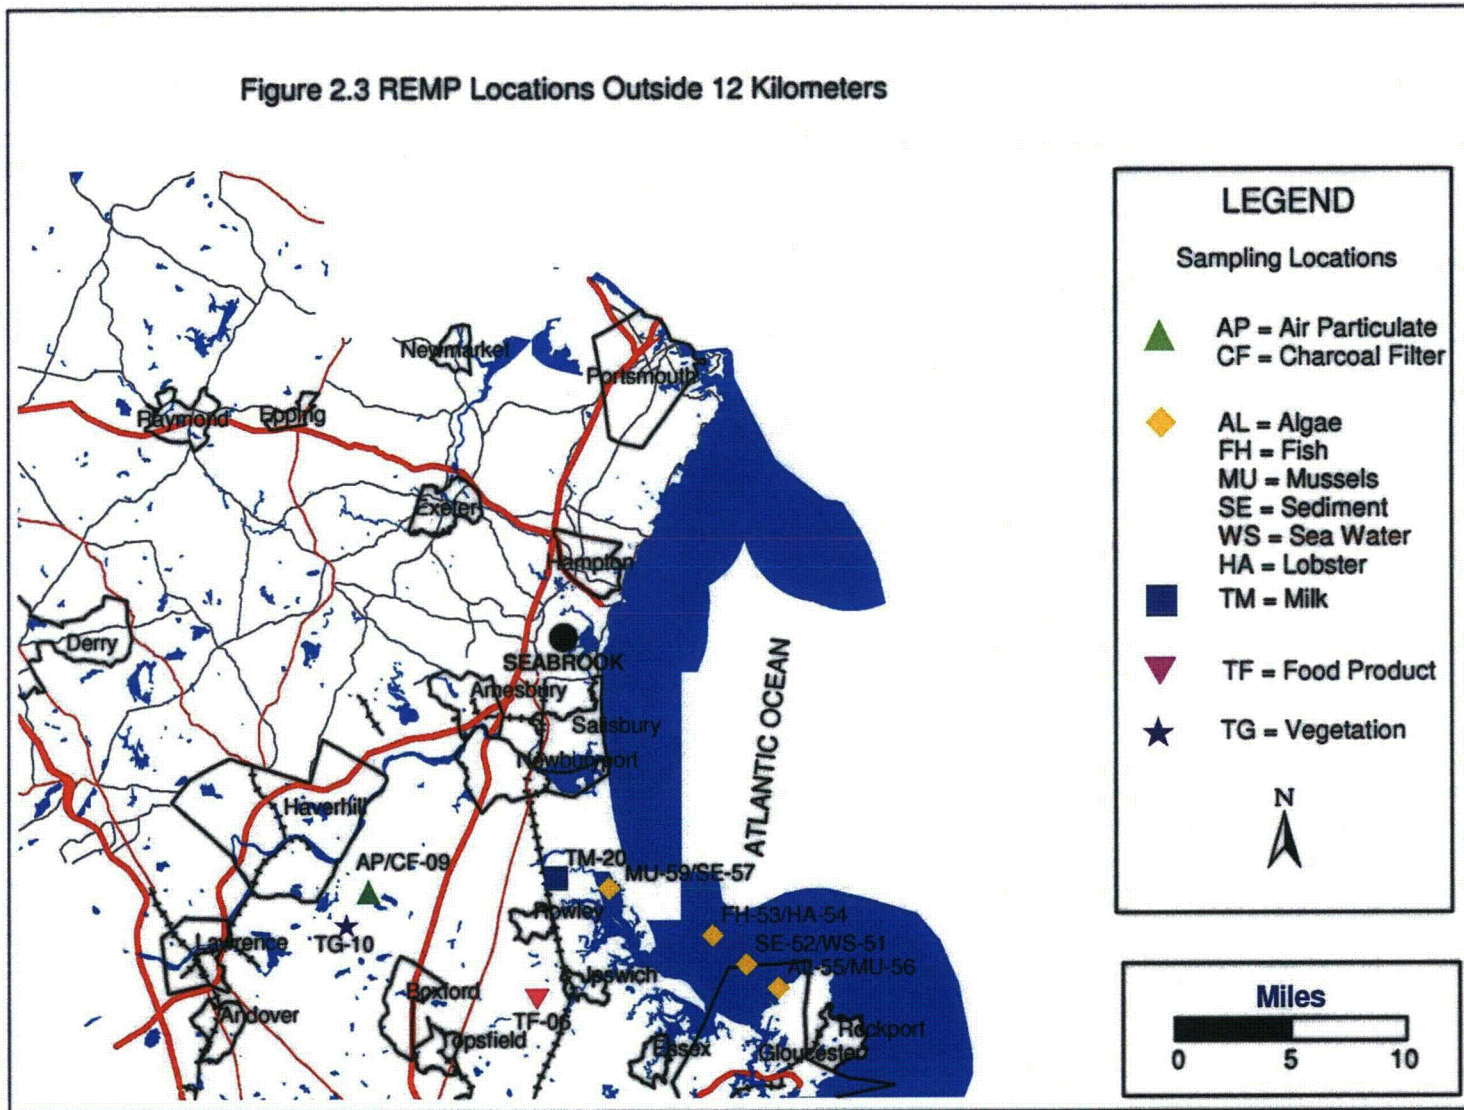 Figure 2.3 REMP Locations Outside 12 Kilometers
LEGEND
Sampling Locations
AP = Air Particulate
CF = Charcoal Filter
AL = Algae
FH = Fish
MU = Mussels
SE = Sediment
WS = Sea Water
HA = Lobster
TM = Milk
TF = Food Product
TG = Vegetation
N
Miles
0 5 10
Newmarket
Portsmouth
Raymond
Epping
Exeter
Hampton
Derry
SEABROOK
Amesbury
Salisbury
Newburyport
ATLANTIC OCEAN
Haverhill
AP/CF-09
TM-20
MU-59/SE-57
Rowley
FH-53/HA-54
Lawrence
TG-10
SE-52/WS-51
Ipswich
AL-55/MU-56
Boxford
Andover
TF-06
Topsfield
Essex
Gloucester
Rockport